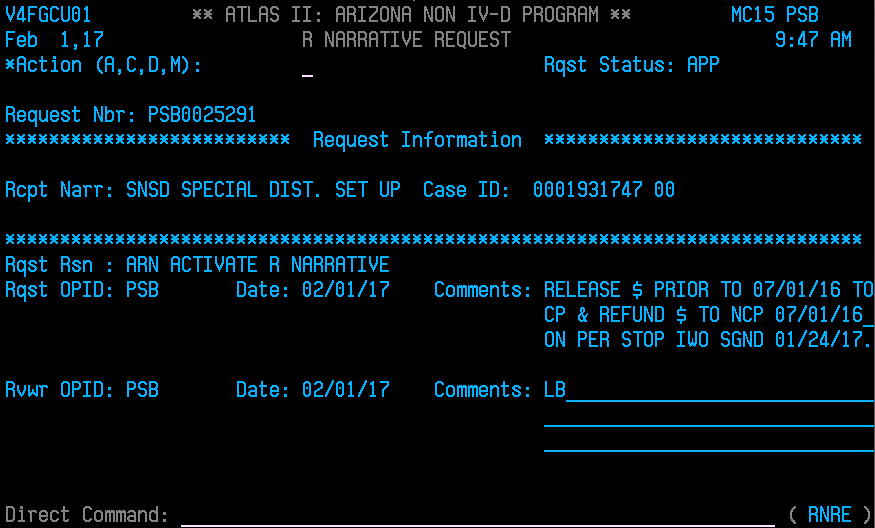 V4FGCU01 ** ATLAS II: ARIZONA NON IV-D PROGRAM ** MC15 PSB
Feb 1,17 R NARRATIVE REQUEST 9:47 AM
*Action (A,C,D,M): _ Rqst Status: APP
Request Nbr: PSB0025291
************************** Request Information *****************************
Rcpt Narr: SNSD SPECIAL DIST. SET UP Case ID: 0001931747 00
******************************************************************************
Rqst Rsn : ARN ACTIVATE R NARRATIVE
Rqst OPID: PSB Date: 02/01/17 Comments: RELEASE $ PRIOR TO 07/01/16 TO
CP & REFUND $ TO NCP 07/01/16_
ON PER STOP IWO SGND 01/24/17.
Rvwr OPID: PSB Date: 02/01/17 Comments: LB
Direct Command: ( RNRE )